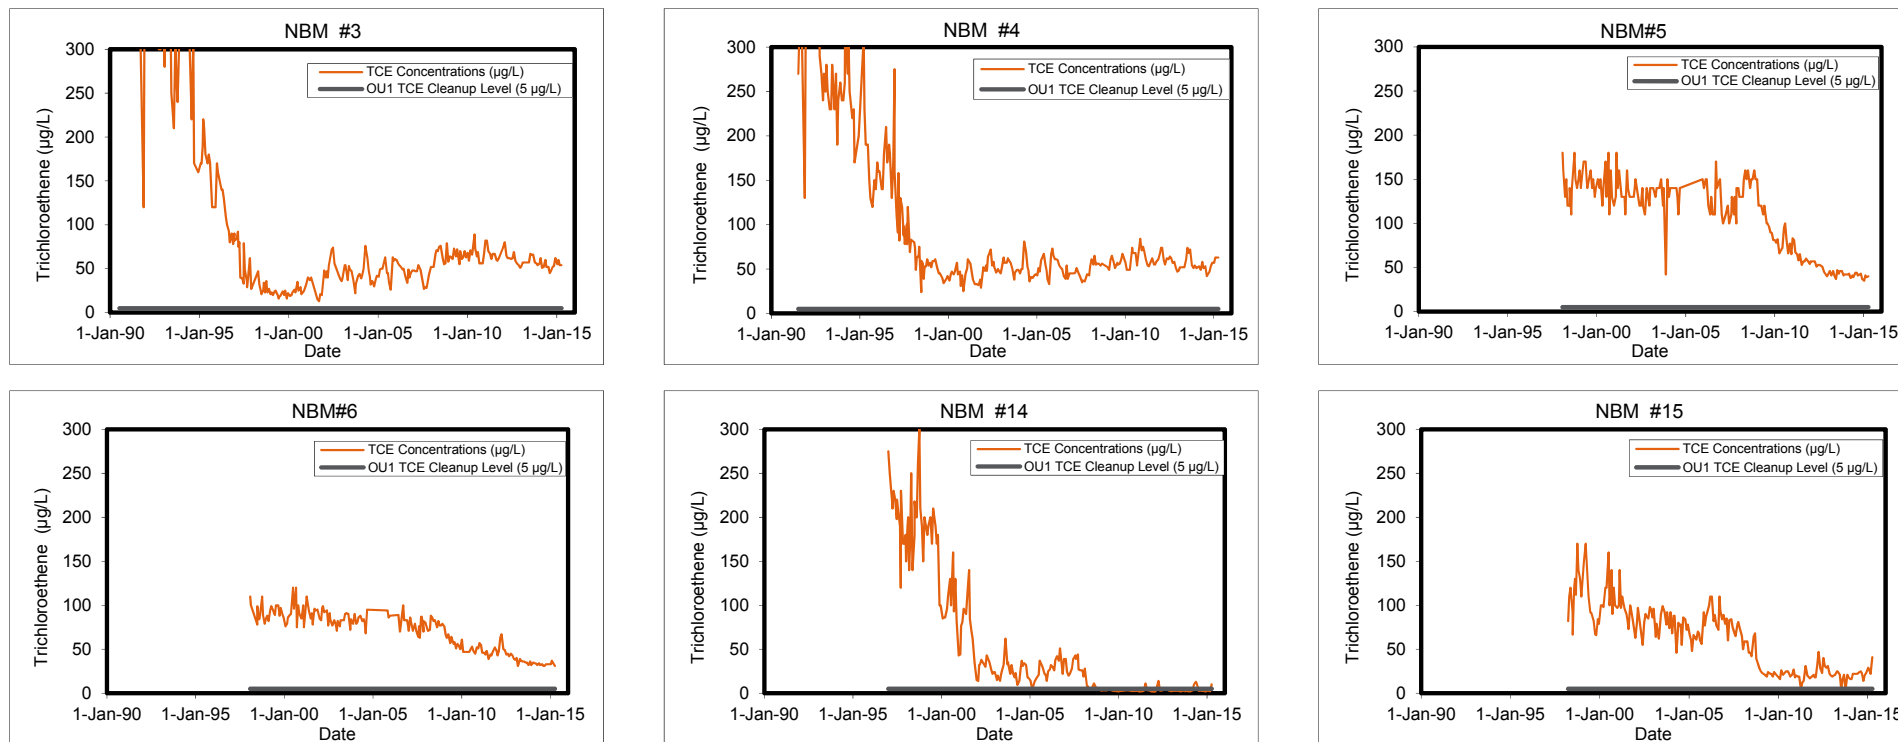 NBM #3
300
250
200
150
100
50
0
Trichloroethene (µg/L)
TCE Concentrations (µg/L)
OU1 TCE Cleanup Level (5 µg/L)
1-Jan-90 1-Jan-95 1-Jan-00 1-Jan-05 1-Jan-10 1-Jan-15
Date
NBM #4
300
250
200
150
100
50
0
Trichloroethene (µg/L)
TCE Concentrations (µg/L)
OU1 TCE Cleanup Level (5 µg/L)
1-Jan-90 1-Jan-95 1-Jan-00 1-Jan-05 1-Jan-10 1-Jan-15
Date
NBM#5
300
250
200
150
100
50
0
Trichloroethene (µg/L)
TCE Concentrations (µg/L)
OU1 TCE Cleanup Level (5 µg/L)
1-Jan-90 1-Jan-95 1-Jan-00 1-Jan-05 1-Jan-10 1-Jan-15
Date
NBM#6
300
250
200
150
100
50
0
Trichloroethene (µg/L)
TCE Concentrations (µg/L)
OU1 TCE Cleanup Level (5 µg/L)
1-Jan-90 1-Jan-95 1-Jan-00 1-Jan-05 1-Jan-10 1-Jan-15
Date
NBM #14
300
250
200
150
100
50
0
Trichloroethene (µg/L)
TCE Concentrations (µg/L)
OU1 TCE Cleanup Level (5 µg/L)
1-Jan-90 1-Jan-95 1-Jan-00 1-Jan-05 1-Jan-10 1-Jan-15
Date
NBM #15
300
250
200
150
100
50
0
Trichloroethene (µg/L)
TCE Concentrations (µg/L)
OU1 TCE Cleanup Level (5 µg/L)
1-Jan-90 1-Jan-95 1-Jan-00 1-Jan-05 1-Jan-10 1-Jan-15
Date